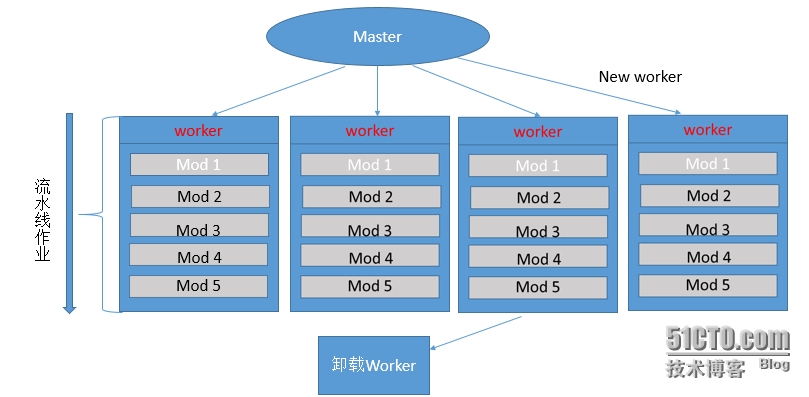 Master
New worker
worker
worker
worker
worker
流水线作业
Mod 1
Mod 2
Mod 3
Mod 4
Mod 5
Mod 1
Mod 2
Mod 3
Mod 4
Mod 5
Mod 1
Mod 2
Mod 3
Mod 4
Mod 5
Mod 1
Mod 2
Mod 3
Mod 4
Mod 5
卸载Worker
51CTO.com
技术博客 Blog